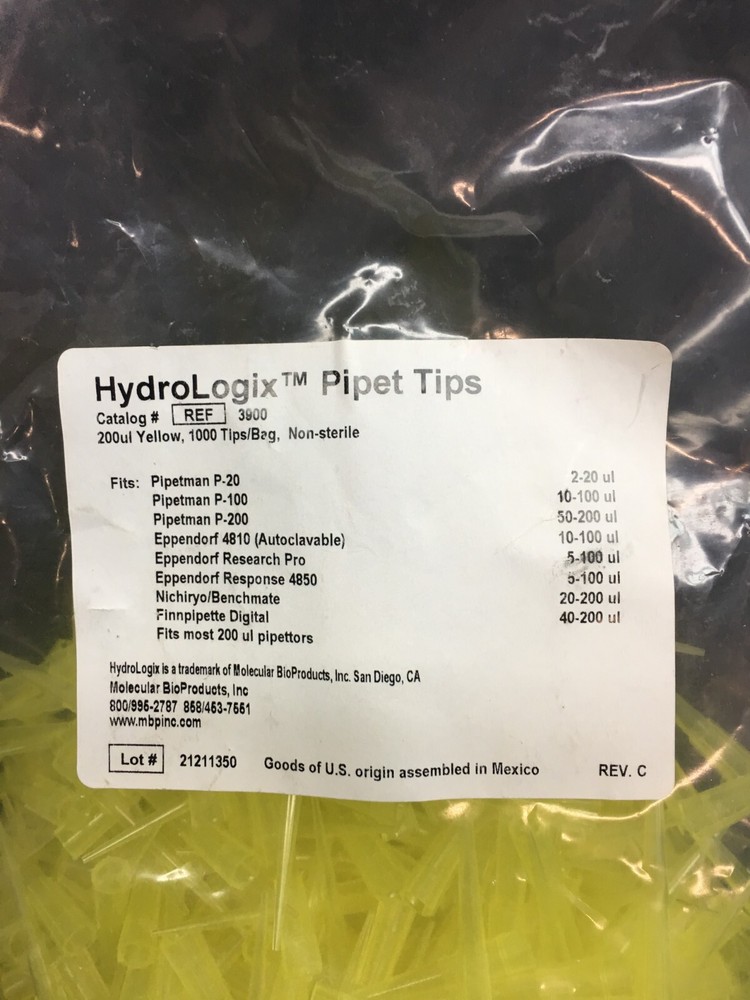 HydroLogix™ Pipet Tips
Catalog # REF 3900
200ul Yellow, 1000 Tips/Bag, Non-sterile
Fits: Pipetman P-20 2-20 ul
Pipetman P-100 10-100 ul
Pipetman P-200 50-200 ul
Eppendorf 4810 (Autoclavable) 10-100 ul
Eppendorf Research Pro 5-100 ul
Eppendorf Response 4850 5-100 ul
Nichiryo/Benchmate 20-200 ul
Finnpipette Digital 40-200 ul
Fits most 200 ul pipettors
HydroLogix is a trademark of Molecular BioProducts, Inc. San Diego, CA
Molecular BioProducts, Inc
800/995-2787 858/453-7551
www.mbpinc.com
Lot # 21211350 Goods of U.S. origin assembled in Mexico REV. C